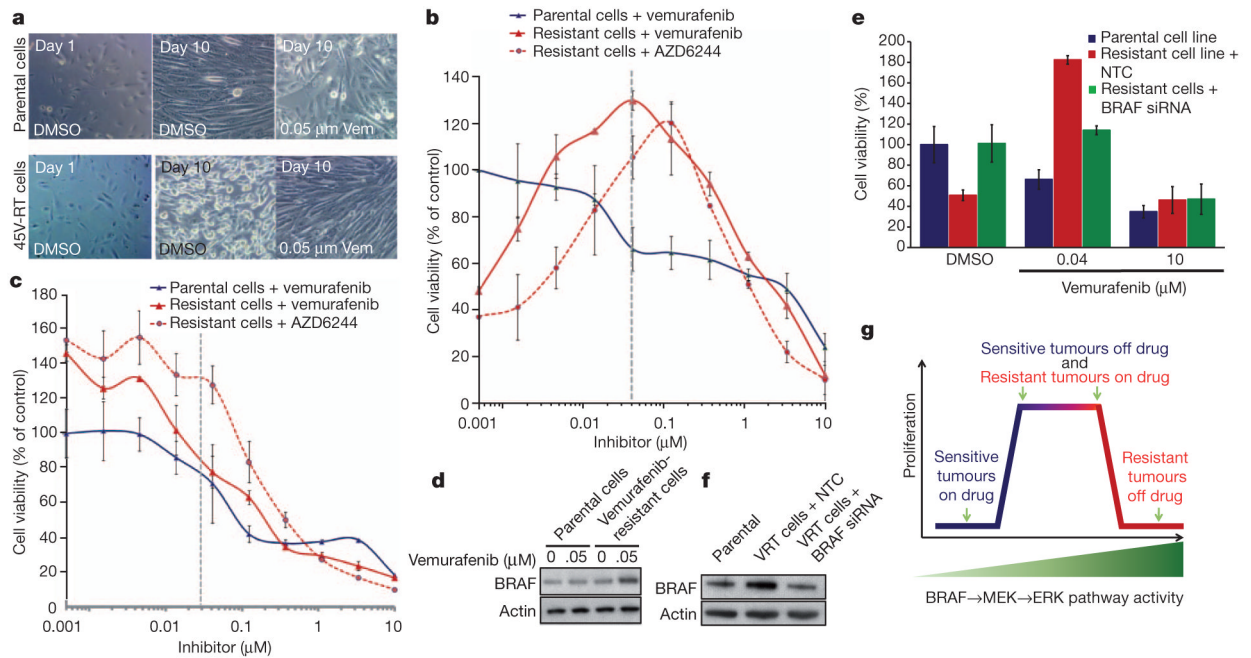 a
Parental cells
Day 1
Day 10
Day 10
DMSO
DMSO
0.05 μm Vem
45V-RT cells
Day 1
Day 10
Day 10
DMSO
DMSO
0.05 μm Vem
b
Parental cells + vemurafenib
Resistant cells + vemurafenib
Resistant cells + AZD6244
Cell viability (% of control)
140
120
100
80
60
40
20
0
0.001
0.01
0.1
1
10
Inhibitor (μM)
c
Parental cells + vemurafenib
Resistant cells + vemurafenib
Resistant cells + AZD6244
Cell viability (% of control)
180
160
140
120
100
80
60
40
20
0
0.001
0.01
0.1
1
10
Inhibitor (μM)
d
Parental cells
Vemurafenib-
resistant cells
Vemurafenib (μM)
0
.05
0
.05
BRAF
Actin
e
Parental cell line
Resistant cell line +
NTC
Resistant cells +
BRAF siRNA
Cell viability (%)
200
180
160
140
120
100
80
60
40
20
0
DMSO
0.04
10
Vemurafenib (μM)
f
Parental
VRT cells + NTC
VRT cells +
BRAF siRNA
BRAF
Actin
g
Sensitive tumours off drug
and
Resistant tumours on drug
Proliferation
Sensitive
tumours
on drug
Resistant
tumours
off drug
BRAF→MEK→ERK pathway activity